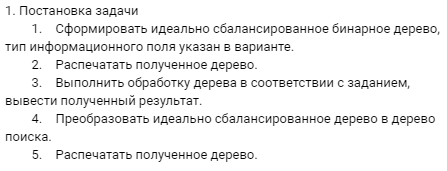 1. Постановка задачи
1. Сформировать идеально сбалансированное бинарное дерево,
тип информационного поля указан в варианте.
2. Распечатать полученное дерево.
3. Выполнить обработку дерева в соответствии с заданием,
вывести полученный результат.
4. Преобразовать идеально сбалансированное дерево в дерево
поиска.
5. Распечатать полученное дерево.